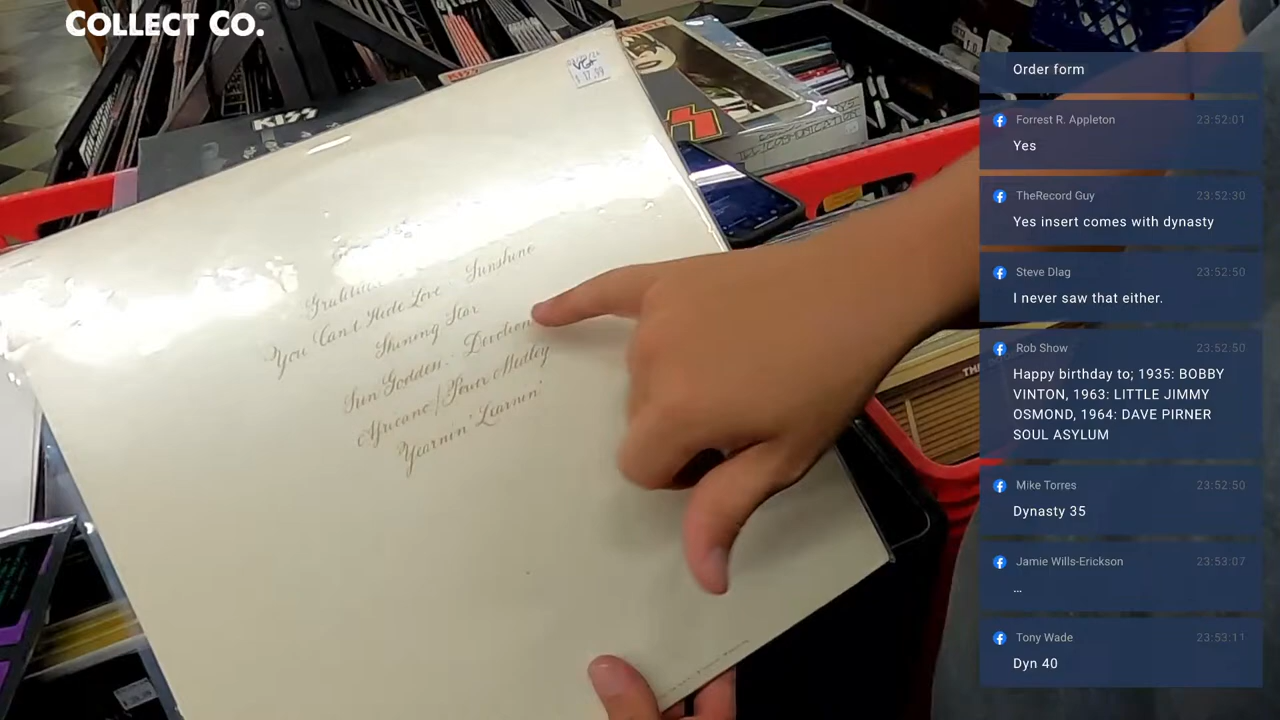 COLLECT CO.
VG+
KISS
KISS
Gratitude
"You Can't Hide Love · Sunshine
Shining Star
Sun Goddess · Devotion
Africano / Power Medley
Yearnin' Learnin'
Order form
Forrest R. Appleton 23:52:01
Yes
TheRecord Guy 23:52:30
Yes insert comes with dynasty
Steve Dlag 23:52:50
I never saw that either.
Rob Show 23:52:50
Happy birthday to; 1935: BOBBY
VINTON, 1963: LITTLE JIMMY
OSMOND, 1964: DAVE PIRNER
SOUL ASYLUM
Mike Torres 23:52:50
Dynasty 35
Jamie Wills-Erickson 23:53:07
...
Tony Wade 23:53:11
Dyn 40